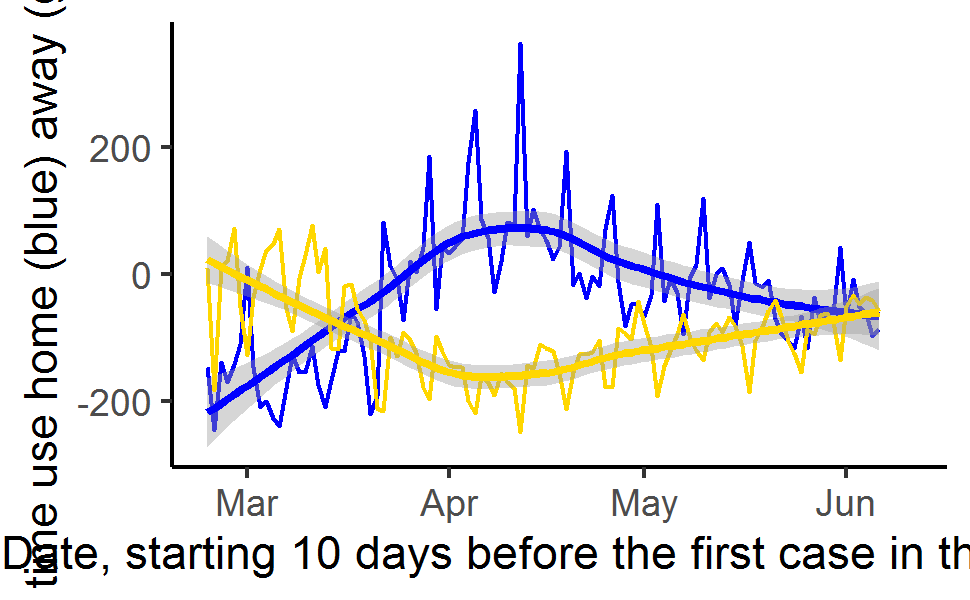 time use home (blue) away (
200
0
-200
Mar Apr May Jun
Date, starting 10 days before the first case in th